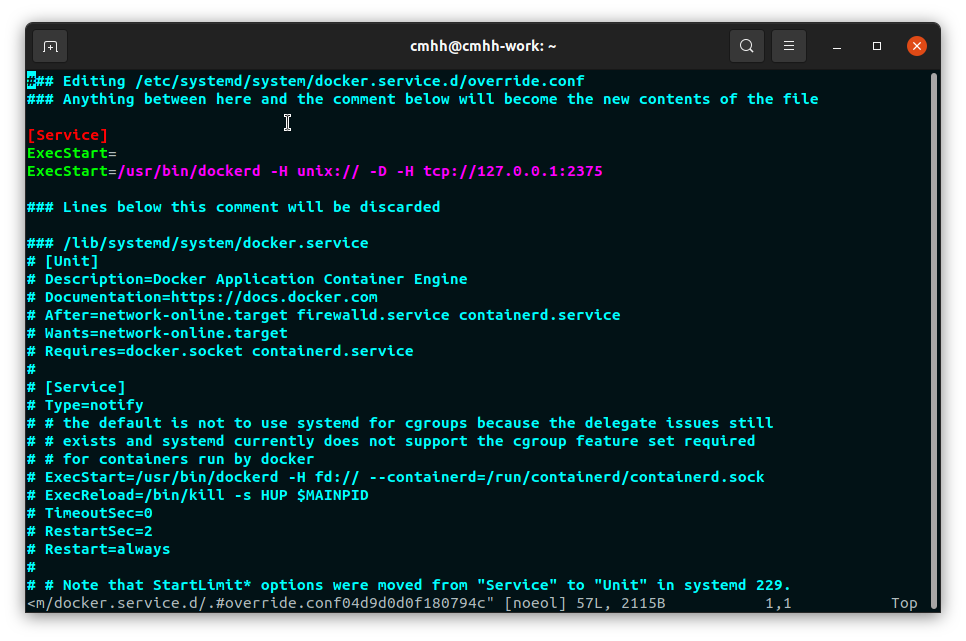 cmhh@cmhh-work: ~
### Editing /etc/systemd/system/docker.service.d/override.conf
### Anything between here and the comment below will become the new contents of the file
[Service]
ExecStart=
ExecStart=/usr/bin/dockerd -H unix:// -D -H tcp://127.0.0.1:2375
### Lines below this comment will be discarded
### /lib/systemd/system/docker.service
# [Unit]
# Description=Docker Application Container Engine
# Documentation=https://docs.docker.com
# After=network-online.target firewalld.service containerd.service
# Wants=network-online.target
# Requires=docker.socket containerd.service
#
# [Service]
# Type=notify
# # the default is not to use systemd for cgroups because the delegate issues still
# # exists and systemd currently does not support the cgroup feature set required
# # for containers run by docker
# ExecStart=/usr/bin/dockerd -H fd:// --containerd=/run/containerd/containerd.sock
# ExecReload=/bin/kill -s HUP $MAINPID
# TimeoutSec=0
# RestartSec=2
# Restart=always
#
# # Note that StartLimit* options were moved from "Service" to "Unit" in systemd 229.
<m/docker.service.d/.#override.conf04d9d0d0f180794c" [noeol] 57L, 2115B 1,1 Top